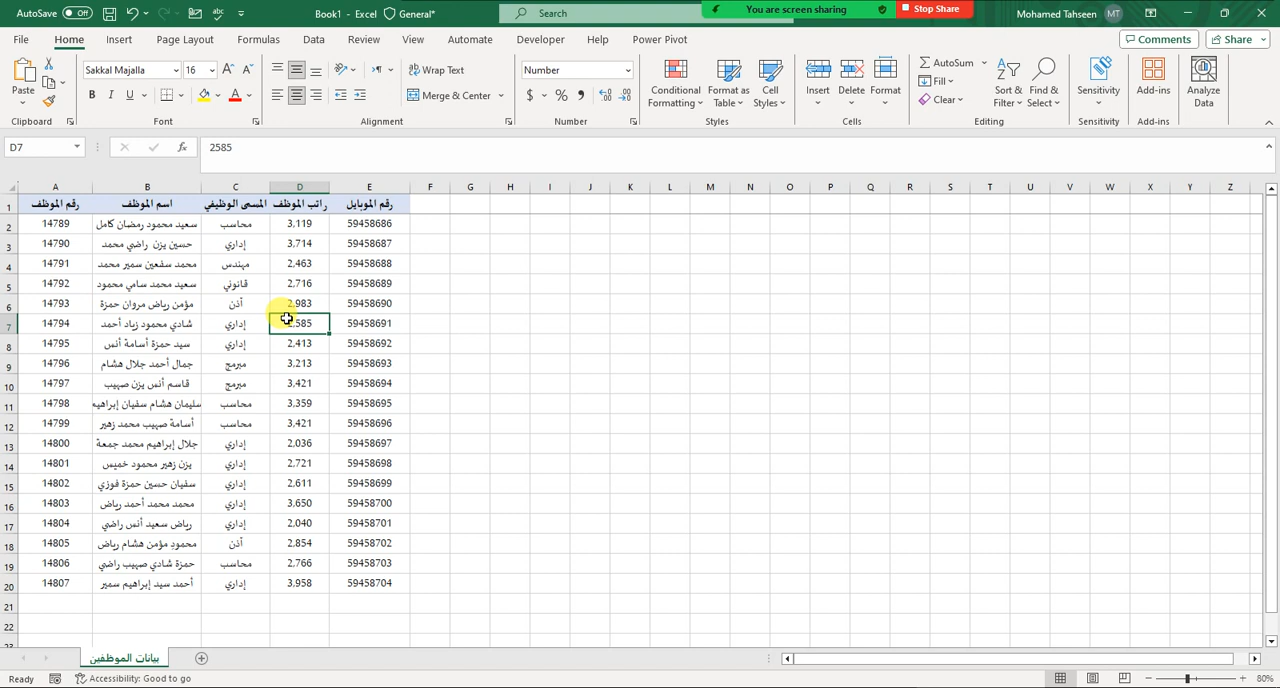 AutoSave Off Book1 - Excel General* Search You are screen sharing Stop Share Mohamed Tahseen MT
File Home Insert Page Layout Formulas Data Review View Automate Developer Help Power Pivot Comments Share
Paste Sakkal Majalla 16 Wrap Text Number AutoSum
B I U Merge & Center $ % Conditional Formatting Format as Table Cell Styles Insert Delete Format Fill Clear Sort & Filter Find & Select Sensitivity Add-ins Analyze Data
Clipboard Font Alignment Number Styles Cells Editing Sensitivity Add-ins
D7 fx 2585
A B C D E F G H I J K L M N O P Q R S T U V W X Y Z
1 رقم الموظف اسم الموظف المسمى الوظيفي راتب الموظف رقم الموبايل
2 14789 سعيد محمود رمضان كامل محاسب 3,119 59458686
3 14790 حسين يزن راضي محمد إداري 3,714 59458687
4 14791 محمد سفعين سمير محمد مهندس 2,463 59458688
5 14792 سعيد محمد سامي محمود قانوني 2,716 59458689
6 14793 مؤمن رياض مروان حمزة أذن 2,983 59458690
7 14794 شادي محمود زياد أحمد إداري 2,585 59458691
8 14795 سيد حمزة أسامة أنس إداري 2,413 59458692
9 14796 جمال أحمد جلال هشام مبرمج 3,213 59458693
10 14797 قاسم أنس يزن صهيب مبرمج 3,421 59458694
11 14798 سليمان هشام سفيان إبراهيم محاسب 3,359 59458695
12 14799 أسامة صهيب محمد زهير محاسب 3,421 59458696
13 14800 جلال إبراهيم محمد جمعة إداري 2,036 59458697
14 14801 يزن زهير محمود خميس إداري 2,721 59458698
15 14802 سفيان حسين حمزة فوزي إداري 2,611 59458699
16 14803 محمد محمد أحمد رياض إداري 3,650 59458700
17 14804 رياض سعيد أنس راضي إداري 2,040 59458701
18 14805 محمود مؤمن هشام رياض أذن 2,854 59458702
19 14806 حمزة شادي صهيب راضي محاسب 2,766 59458703
20 14807 أحمد سيد إبراهيم سمير إداري 3,958 59458704
21
22
23
بيانات الموظفين
Ready Accessibility: Good to go 80%